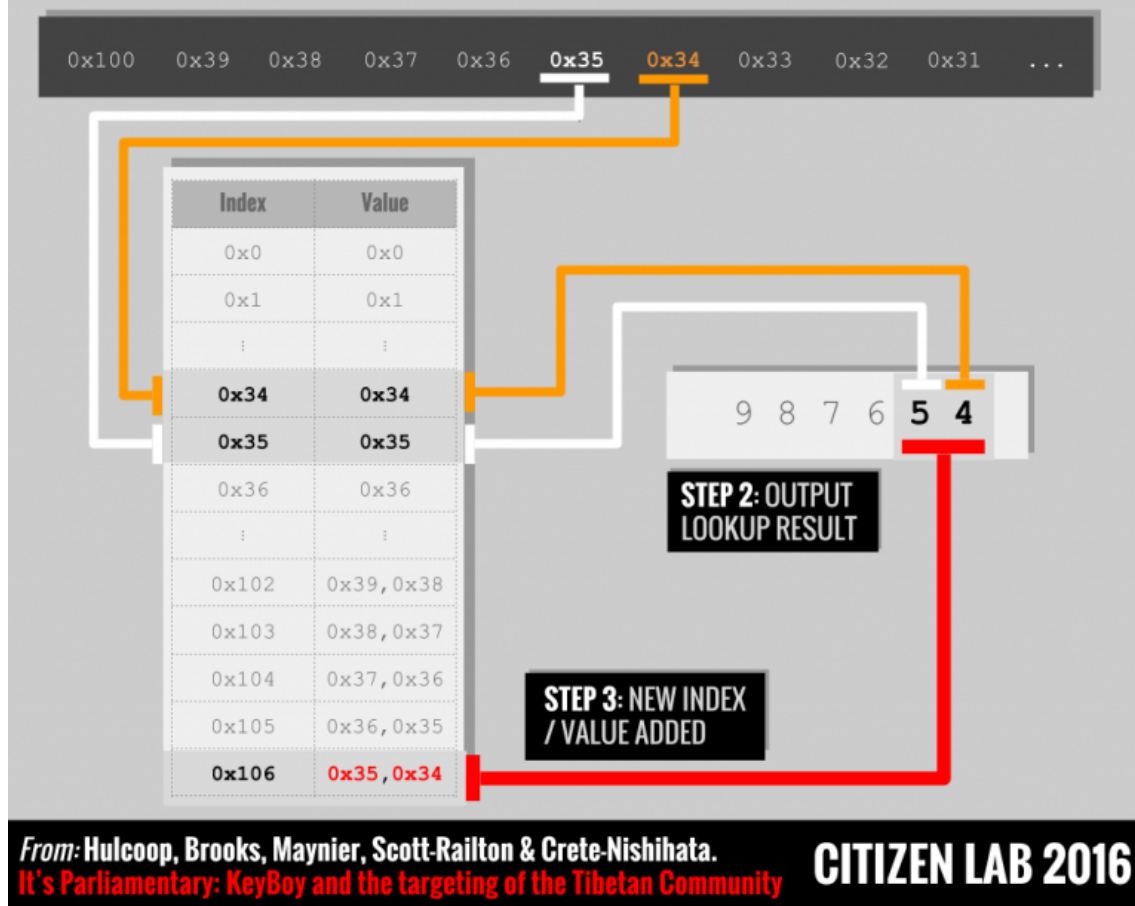 0x100 0x39 0x38 0x37 0x36 0x35 0x34 0x33 0x32 0x31 ...
Index Value
0x0 0x0
0x1 0x1
⋮ ⋮
0x34 0x34
0x35 0x35
0x36 0x36
⋮ ⋮
0x102 0x39,0x38
0x103 0x38,0x37
0x104 0x37,0x36
0x105 0x36,0x35
0x106 0x35,0x34
9 8 7 6 5 4
STEP 2: OUTPUT
LOOKUP RESULT
STEP 3: NEW INDEX
/ VALUE ADDED
From: Hulcoop, Brooks, Maynier, Scott-Railton & Crete-Nishihata.
It's Parliamentary: KeyBoy and the targeting of the Tibetan Community
CITIZEN LAB 2016